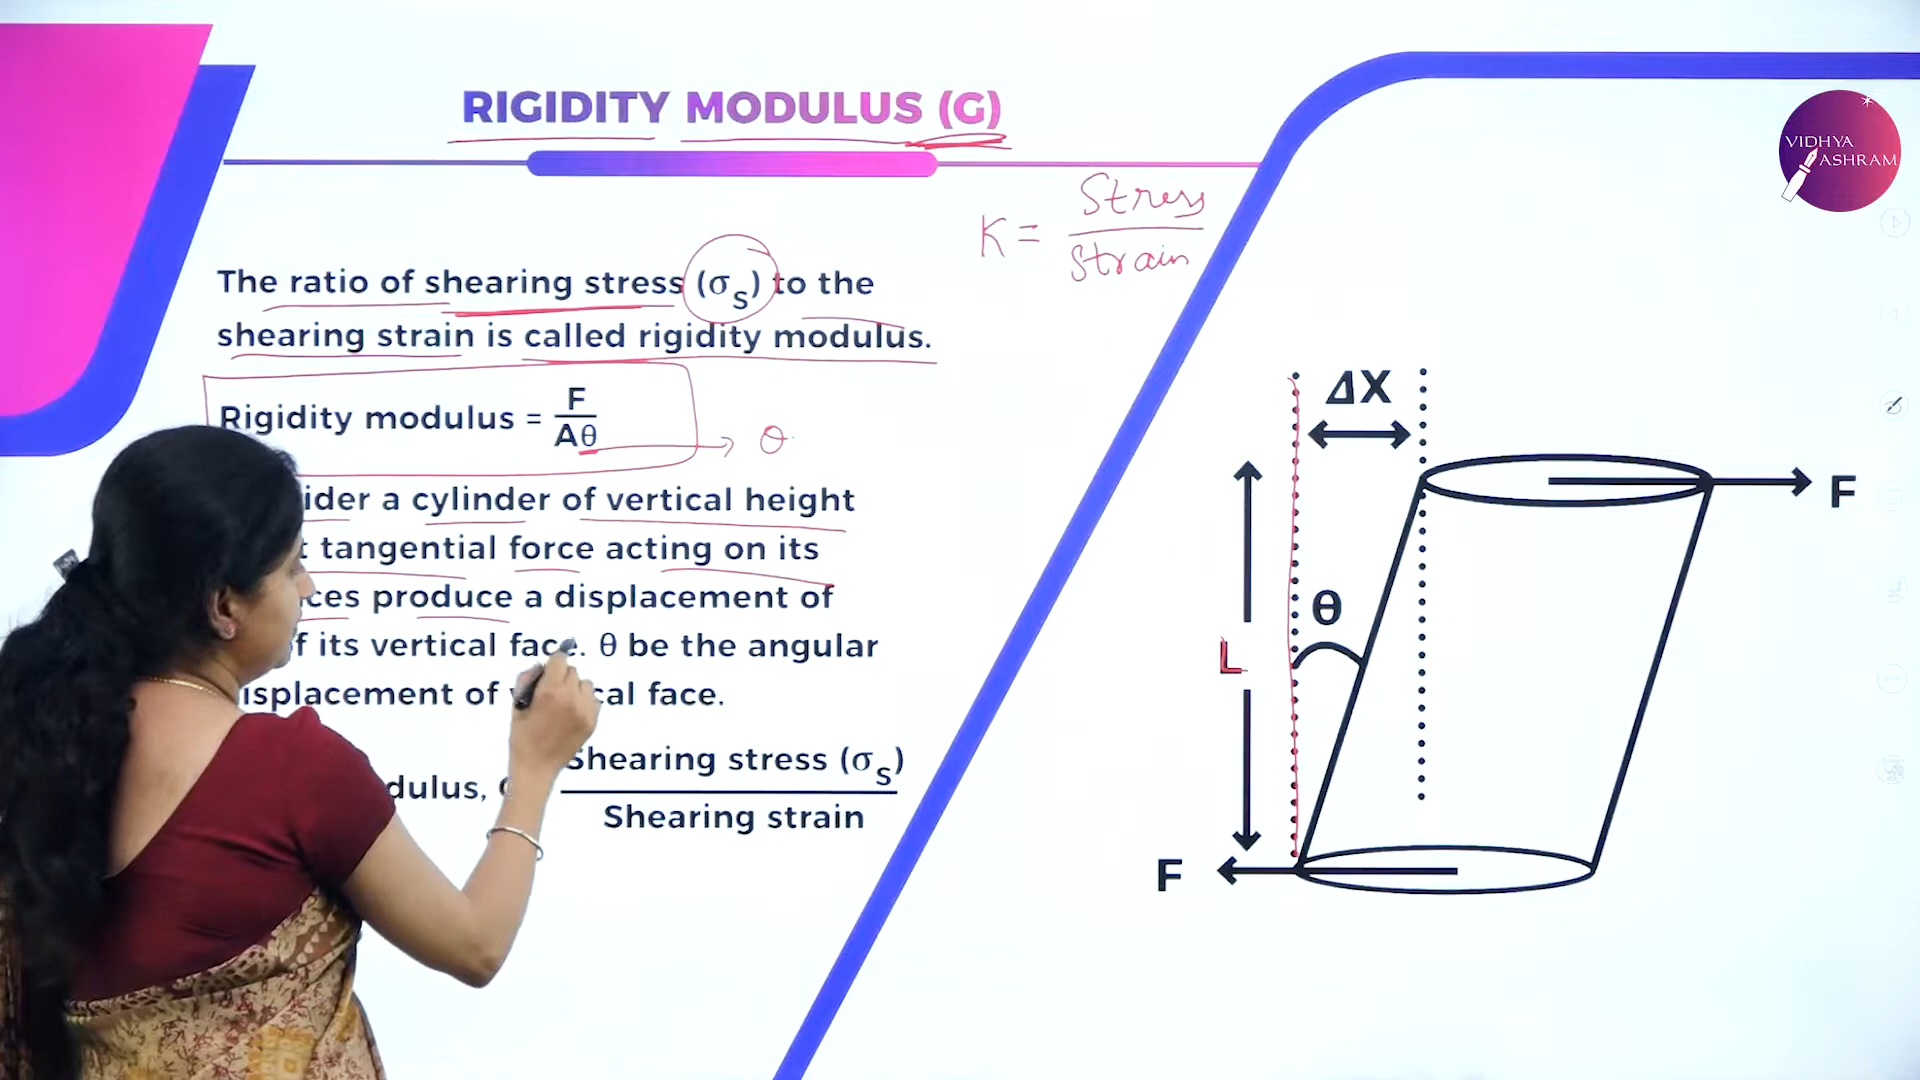 RIGIDITY MODULUS (G)
VIDHYA
ASHRAM
K = Stress
Strain
The ratio of shearing stress (σs) to the
shearing strain is called rigidity modulus.
Rigidity modulus = F
Aθ
θ
ider a cylinder of vertical height
t tangential force acting on its
ces produce a displacement of
f its vertical face. θ be the angular
isplacement of cal face.
Shearing stress (σs)
dulus,
Shearing strain
ΔX
F
θ
L
F